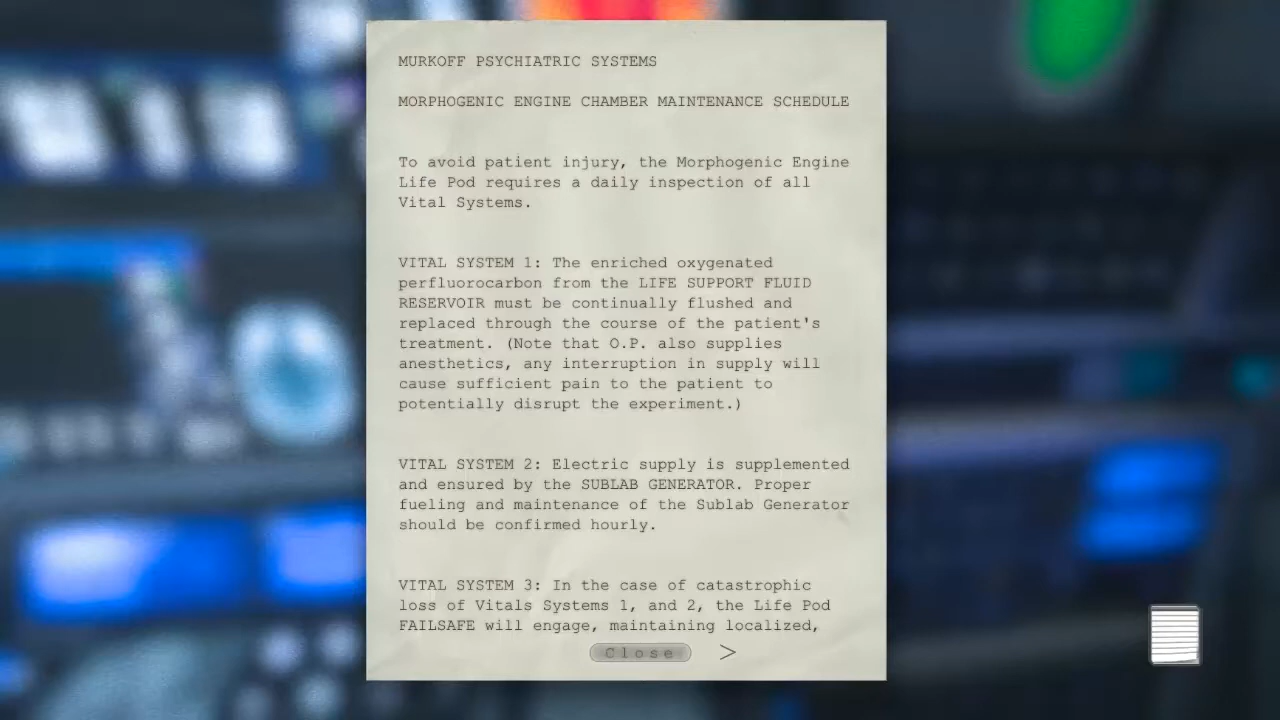 MURKOFF PSYCHIATRIC SYSTEMS
MORPHOGENIC ENGINE CHAMBER MAINTENANCE SCHEDULE
To avoid patient injury, the Morphogenic Engine
Life Pod requires a daily inspection of all
Vital Systems.
VITAL SYSTEM 1: The enriched oxygenated
perfluorocarbon from the LIFE SUPPORT FLUID
RESERVOIR must be continually flushed and
replaced through the course of the patient's
treatment. (Note that O.P. also supplies
anesthetics, any interruption in supply will
cause sufficient pain to the patient to
potentially disrupt the experiment.)
VITAL SYSTEM 2: Electric supply is supplemented
and ensured by the SUBLAB GENERATOR. Proper
fueling and maintenance of the Sublab Generator
should be confirmed hourly.
VITAL SYSTEM 3: In the case of catastrophic
loss of Vitals Systems 1, and 2, the Life Pod
FAILSAFE will engage, maintaining localized,
Close >